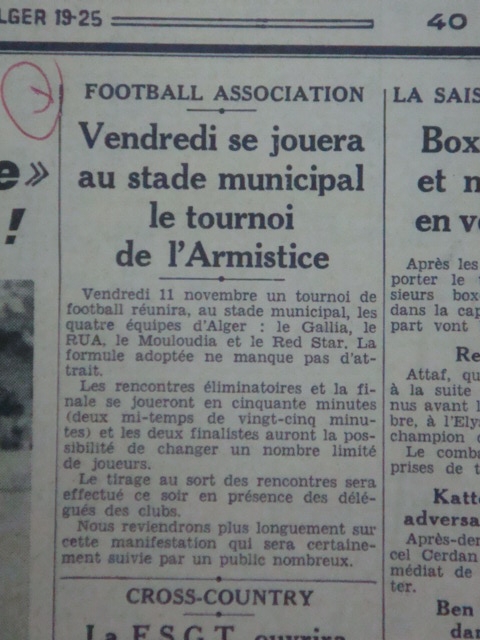 LGER 19-25
40
FOOTBALL ASSOCIATION
Vendredi se jouera
au stade municipal
le tournoi
de l'Armistice
Vendredi 11 novembre un tournoi de
football réunira, au stade municipal, les
quatre équipes d'Alger : le Gallia, le
RUA, le Mouloudia et le Red Star. La
formule adoptée ne manque pas d'at-
trait.
Les rencontres éliminatoires et la fi-
nale se joueront en cinquante minutes
(deux mi-temps de vingt-cinq minu-
tes) et les deux finalistes auront la pos-
sibilité de changer un nombre limité
de joueurs.
Le tirage au sort des rencontres sera
effectué ce soir en présence des délé-
gués des clubs.
Nous reviendrons plus longuement sur
cette manifestation qui sera certaine-
ment suivie par un public nombreux.
CROSS-COUNTRY
La F.S.G.T. ouvrira
e »
!
LA SAIS
Box
et n
en v
Après les
porter le
sieurs box
dans la cap
part vont
Re
Attaf, qu
à la suite
nus avant l
bre, à l'Ely
champion d
Le comb
prises de t
Katt
adversa
Après-der
cel Cerdan
médiat de
ter.
Ben
dan